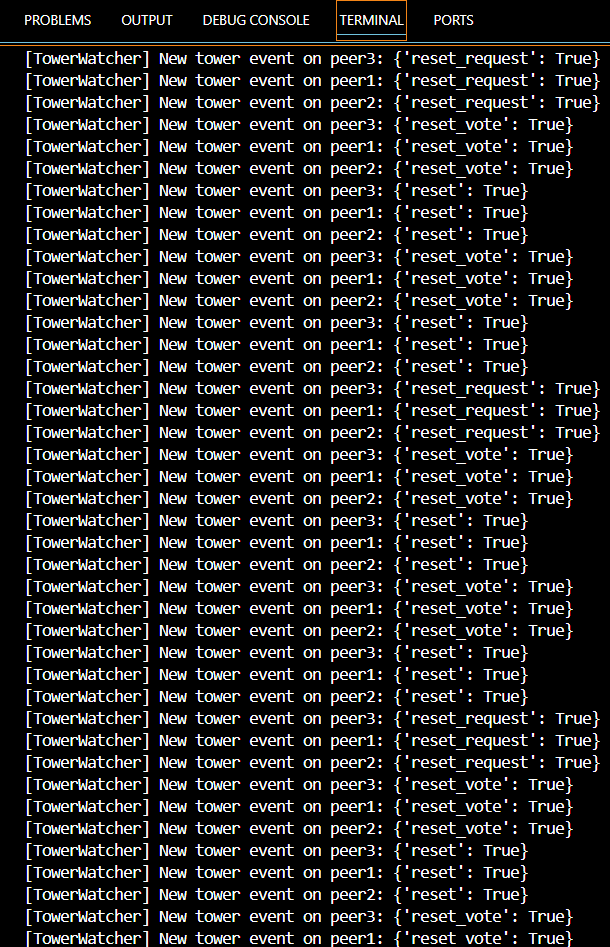 PROBLEMS OUTPUT DEBUG CONSOLE TERMINAL PORTS
[TowerWatcher] New tower event on peer3: {'reset_request': True}
[TowerWatcher] New tower event on peer1: {'reset_request': True}
[TowerWatcher] New tower event on peer2: {'reset_request': True}
[TowerWatcher] New tower event on peer3: {'reset_vote': True}
[TowerWatcher] New tower event on peer1: {'reset_vote': True}
[TowerWatcher] New tower event on peer2: {'reset_vote': True}
[TowerWatcher] New tower event on peer3: {'reset': True}
[TowerWatcher] New tower event on peer1: {'reset': True}
[TowerWatcher] New tower event on peer2: {'reset': True}
[TowerWatcher] New tower event on peer3: {'reset_vote': True}
[TowerWatcher] New tower event on peer1: {'reset_vote': True}
[TowerWatcher] New tower event on peer2: {'reset_vote': True}
[TowerWatcher] New tower event on peer3: {'reset': True}
[TowerWatcher] New tower event on peer1: {'reset': True}
[TowerWatcher] New tower event on peer2: {'reset': True}
[TowerWatcher] New tower event on peer3: {'reset_request': True}
[TowerWatcher] New tower event on peer1: {'reset_request': True}
[TowerWatcher] New tower event on peer2: {'reset_request': True}
[TowerWatcher] New tower event on peer3: {'reset_vote': True}
[TowerWatcher] New tower event on peer1: {'reset_vote': True}
[TowerWatcher] New tower event on peer2: {'reset_vote': True}
[TowerWatcher] New tower event on peer3: {'reset': True}
[TowerWatcher] New tower event on peer1: {'reset': True}
[TowerWatcher] New tower event on peer2: {'reset': True}
[TowerWatcher] New tower event on peer3: {'reset_vote': True}
[TowerWatcher] New tower event on peer1: {'reset_vote': True}
[TowerWatcher] New tower event on peer2: {'reset_vote': True}
[TowerWatcher] New tower event on peer3: {'reset': True}
[TowerWatcher] New tower event on peer1: {'reset': True}
[TowerWatcher] New tower event on peer2: {'reset': True}
[TowerWatcher] New tower event on peer3: {'reset_request': True}
[TowerWatcher] New tower event on peer1: {'reset_request': True}
[TowerWatcher] New tower event on peer2: {'reset_request': True}
[TowerWatcher] New tower event on peer3: {'reset_vote': True}
[TowerWatcher] New tower event on peer1: {'reset_vote': True}
[TowerWatcher] New tower event on peer2: {'reset_vote': True}
[TowerWatcher] New tower event on peer3: {'reset': True}
[TowerWatcher] New tower event on peer1: {'reset': True}
[TowerWatcher] New tower event on peer2: {'reset': True}
[TowerWatcher] New tower event on peer3: {'reset_vote': True}
[TowerWatcher] New tower event on peer1: {'reset_vote': True}